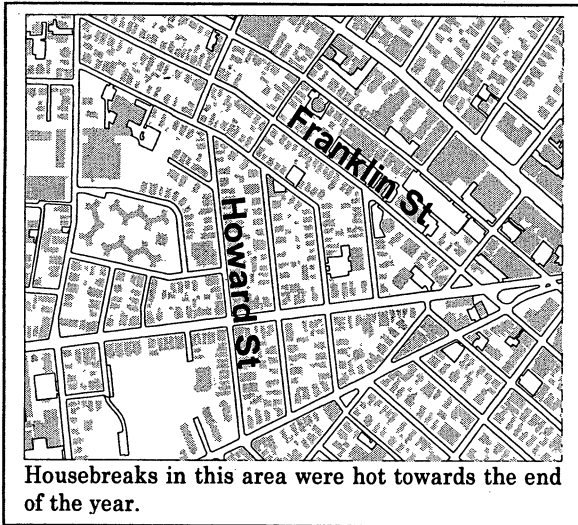 Franklin St.
Howard St
Housebreaks in this area were hot towards the end
of the year.